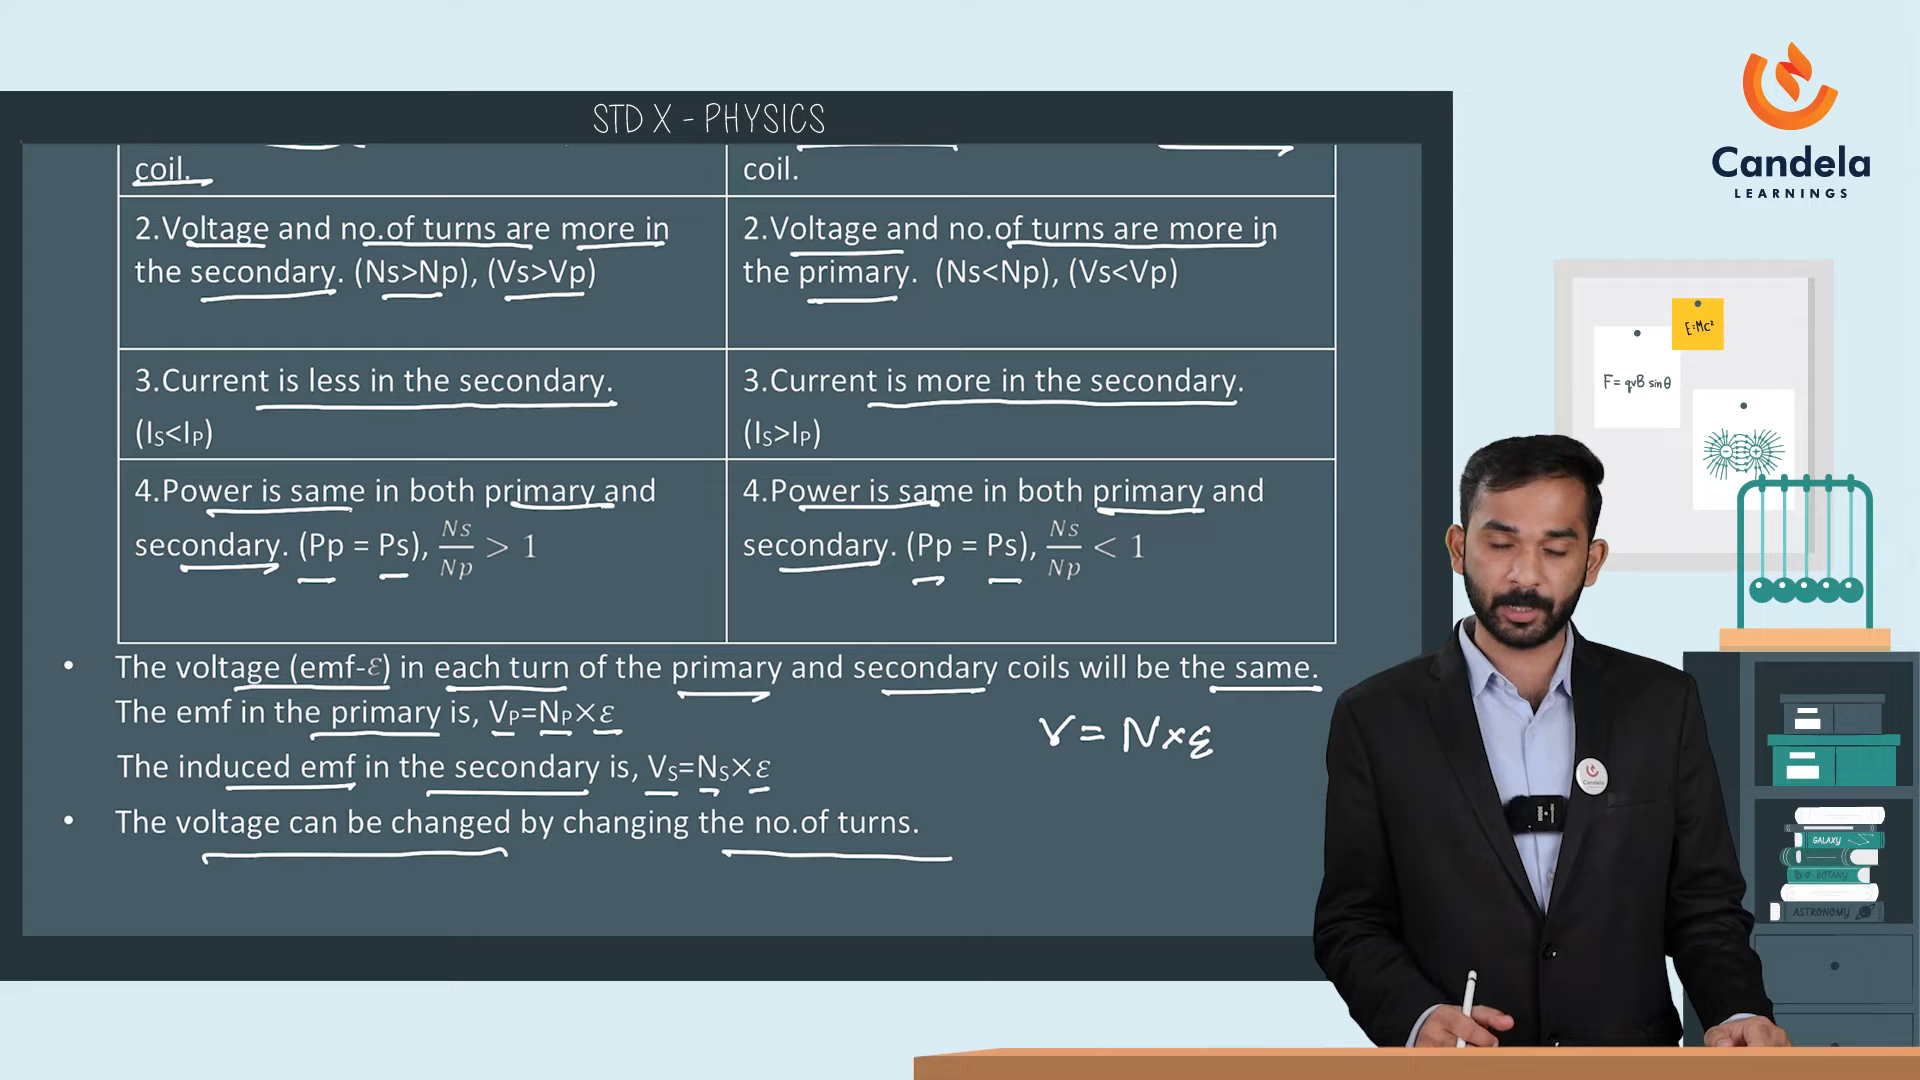 STD X - PHYSICS
Candela
LEARNINGS
coil.
coil.
2.Voltage and no.of turns are more in
the secondary. (Ns>Np), (Vs>Vp)
2.Voltage and no.of turns are more in
the primary. (Ns<Np), (Vs<Vp)
3.Current is less in the secondary.
(IS<IP)
3.Current is more in the secondary.
(IS>IP)
4.Power is same in both primary and
secondary. (Pp = Ps), Ns/Np > 1
4.Power is same in both primary and
secondary. (Pp = Ps), Ns/Np < 1
• The voltage (emf-ε) in each turn of the primary and secondary coils will be the same.
The emf in the primary is, VP=NP×ε
V = N×ε
The induced emf in the secondary is, VS=NS×ε
• The voltage can be changed by changing the no.of turns.
E=Mc²
F= qvB sinθ
Candela
GALAXY
BOTANY
ASTRONOMY